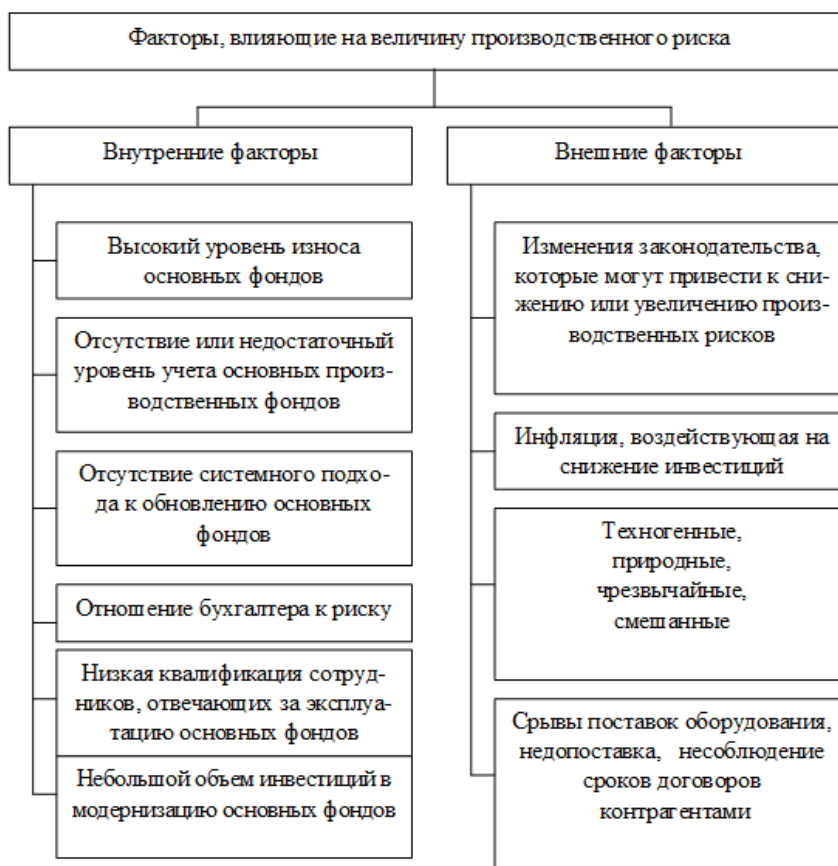 Факторы, влияющие на величину производственного риска
Внутренние факторы
Высокий уровень износа
основных фондов
Отсутствие или недостаточный
уровень учета основных произ-
водственных фондов
Отсутствие системного подхо-
да к обновлению основных
фондов
Отношение бухгалтера к риску
Низкая квалификация сотруд-
ников, отвечающих за эксплуа-
тацию основных фондов
Небольшой объем инвестиций в
модернизацию основных фондов
Внешние факторы
Изменения законодательства,
которые могут привести к сни-
жению или увеличению произ-
водственных рисков
Инфляция, воздействующая на
снижение инвестиций
Техногенные,
природные,
чрезвычайные,
смешанные
Срывы поставок оборудования,
недопоставка, несоблюдение
сроков договоров
контрагентами